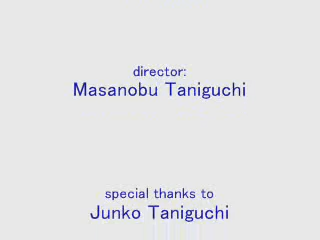 director:
Masanobu Taniguchi
special thanks to
Junko Taniguchi